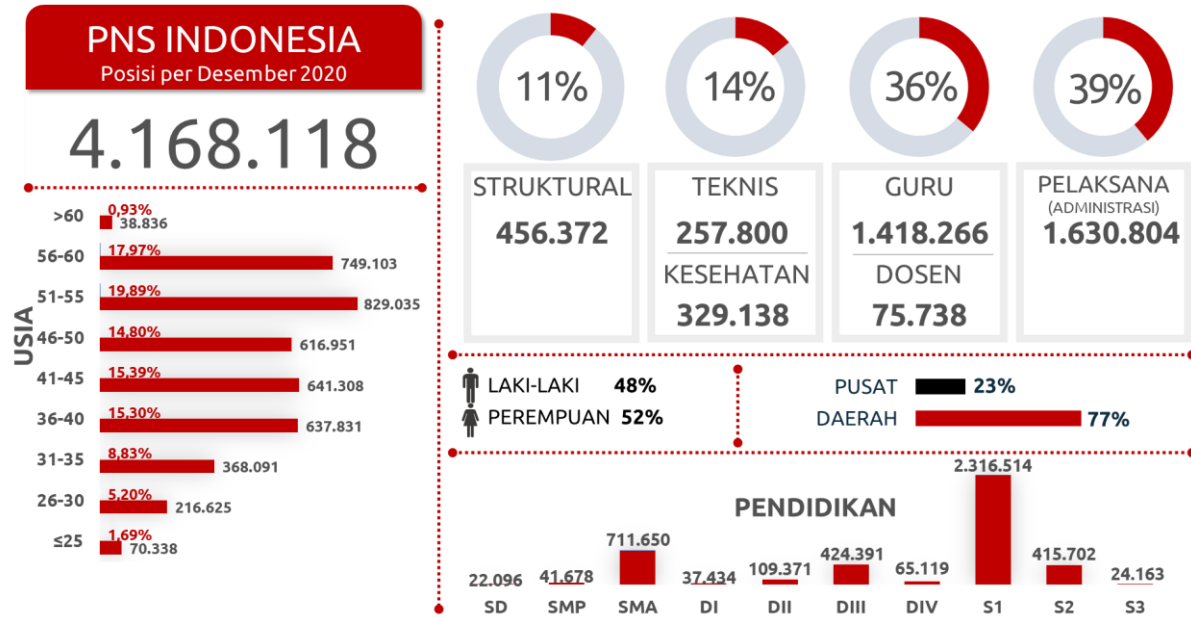 PNS INDONESIA
Posisi per Desember 2020
4.168.118
USIA
>60 0,93% 38.836
56-60 17,97% 749.103
51-55 19,89% 829.035
46-50 14,80% 616.951
41-45 15,39% 641.308
36-40 15,30% 637.831
31-35 8,83% 368.091
26-30 5,20% 216.625
≤25 1,69% 70.338
11% 14% 36% 39%
STRUKTURAL
456.372
TEKNIS
257.800
KESEHATAN
329.138
GURU
1.418.266
DOSEN
75.738
PELAKSANA
(ADMINISTRASI)
1.630.804
LAKI-LAKI 48%
PEREMPUAN 52%
PUSAT 23%
DAERAH 77%
PENDIDIKAN
22.096 41.678 711.650 37.434 109.371 424.391 65.119 2.316.514 415.702 24.163
SD SMP SMA DI DII DIII DIV S1 S2 S3